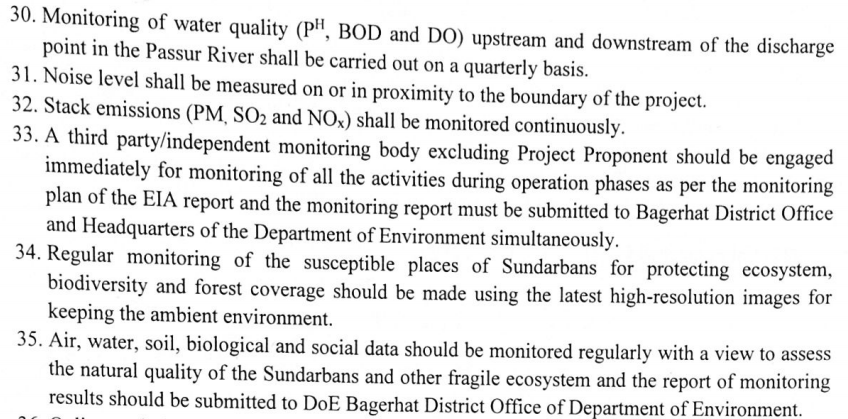 30. Monitoring of water quality (Pᴴ, BOD and DO) upstream and downstream of the discharge
point in the Passur River shall be carried out on a quarterly basis.
31. Noise level shall be measured on or in proximity to the boundary of the project.
32. Stack emissions (PM, SO₂ and NOₓ) shall be monitored continuously.
33. A third party/independent monitoring body excluding Project Proponent should be engaged
immediately for monitoring of all the activities during operation phases as per the monitoring
plan of the EIA report and the monitoring report must be submitted to Bagerhat District Office
and Headquarters of the Department of Environment simultaneously.
34. Regular monitoring of the susceptible places of Sundarbans for protecting ecosystem,
biodiversity and forest coverage should be made using the latest high-resolution images for
keeping the ambient environment.
35. Air, water, soil, biological and social data should be monitored regularly with a view to assess
the natural quality of the Sundarbans and other fragile ecosystem and the report of monitoring
results should be submitted to DoE Bagerhat District Office of Department of Environment.